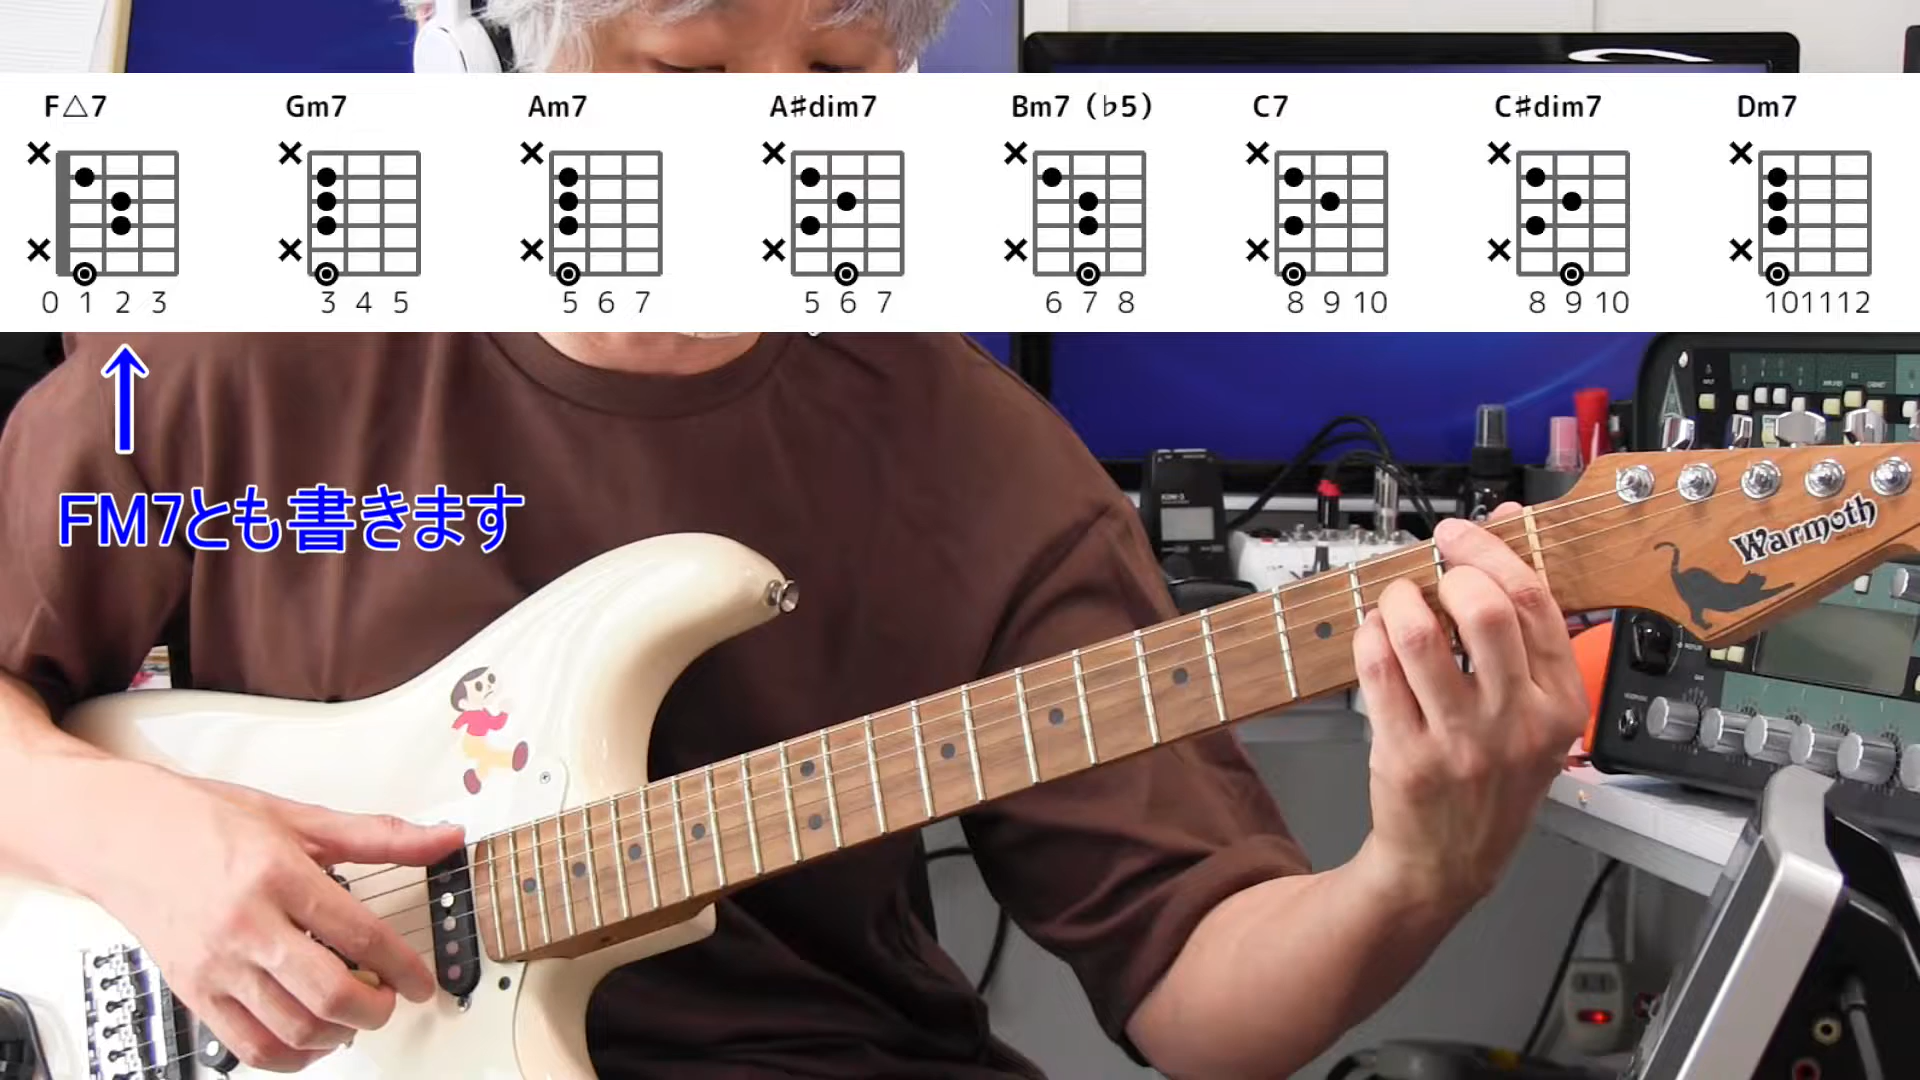 F△7 Gm7 Am7 A♯dim7 Bm7 (♭5) C7 C♯dim7 Dm7
× × × × × × × ×
× × × × × × × ×
0 1 2 3 3 4 5 5 6 7 5 6 7 6 7 8 8 9 10 8 9 10 10 11 12
FM7とも書きます
Warmoth